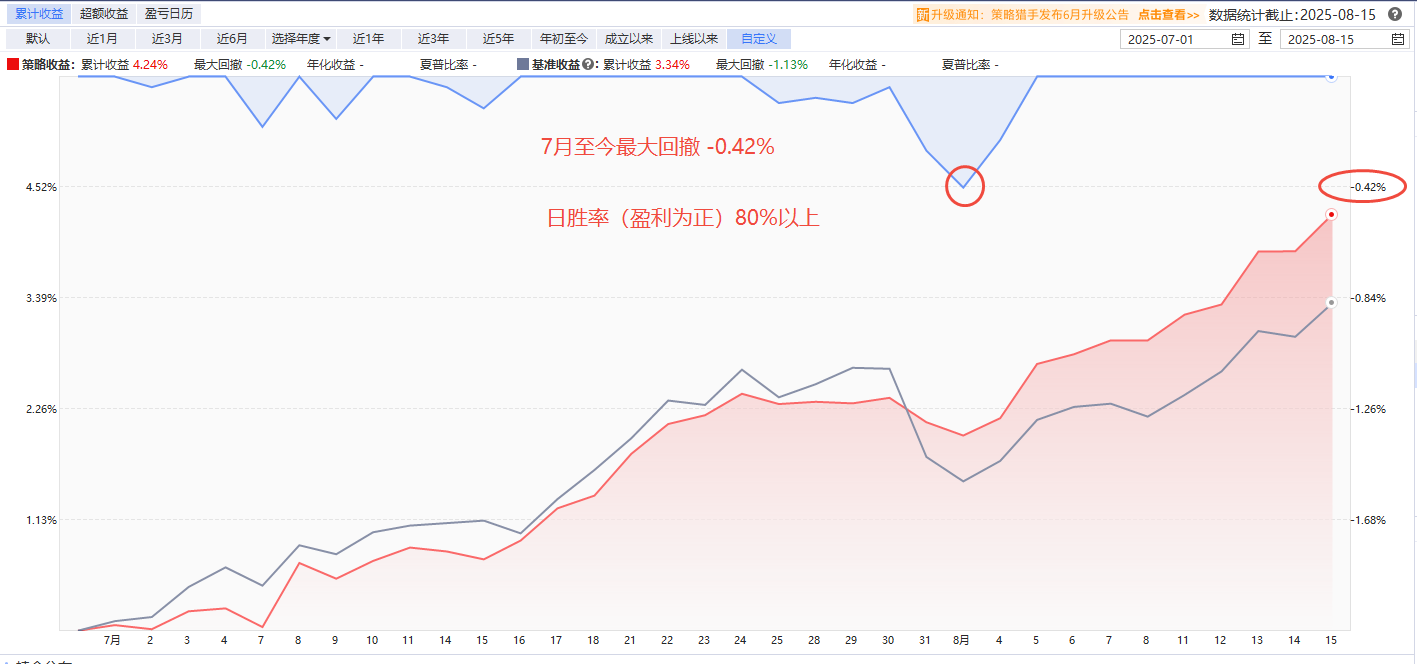 累计收益 超额收益 盈亏日历 新 升级通知：策略猎手发布6月升级公告 点击查看>> 数据统计截止:2025-08-15 ?
默认 近1月 近3月 近6月 选择年度 近1年 近3年 近5年 年初至今 成立以来 上线以来 自定义 2025-07-01 至 2025-08-15
策略收益: 累计收益 4.24% 最大回撤 -0.42% 年化收益 - 夏普比率 - 基准收益?: 累计收益 3.34% 最大回撤 -1.13% 年化收益 - 夏普比率 -
7月至今最大回撤 -0.42%
4.52% -0.42%
日胜率（盈利为正）80%以上
3.39% -0.84%
2.26% -1.26%
1.13% -1.68%
7月 2 3 4 7 8 9 10 11 14 15 16 17 18 21 22 23 24 25 28 29 30 31 8月 4 5 6 7 8 11 12 13 14 15